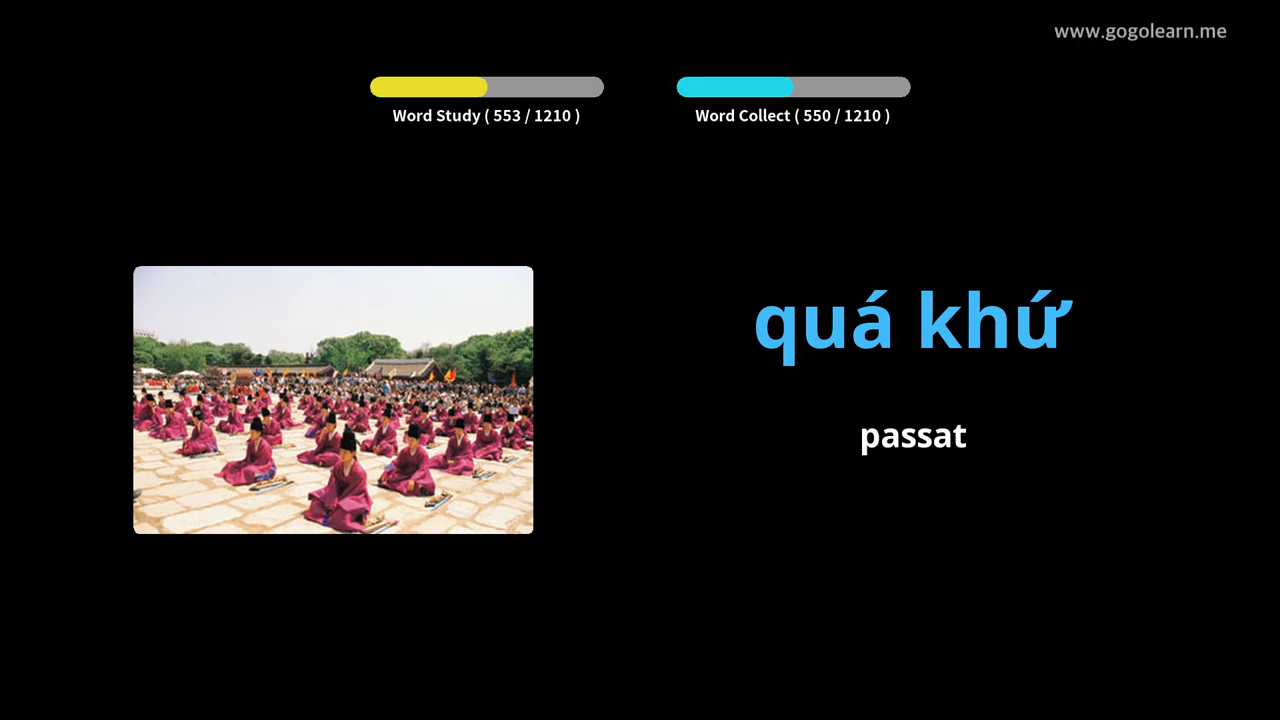 www.gogolearn.me
Word Study ( 553 / 1210 )
Word Collect ( 550 / 1210 )
quá khứ
passat